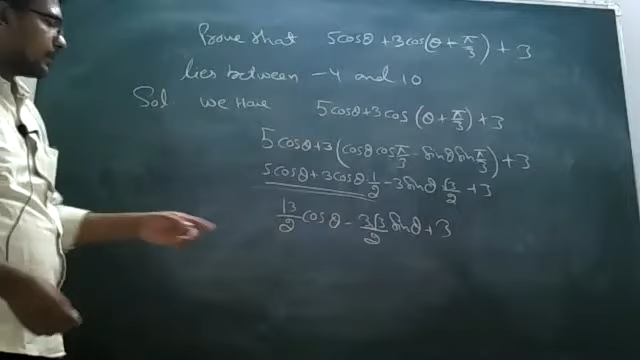 Prove that 5cosθ + 3cos(θ + π/3) + 3
lies between -4 and 10
Sol we Have 5cosθ + 3cos (θ + π/3) + 3
5cosθ + 3 (cosθ cos π/3 - sinθ sin π/3) + 3
5cosθ + 3cosθ 1/2 - 3sinθ √3/2 + 3
13/2 cosθ - 3√3/2 sinθ + 3